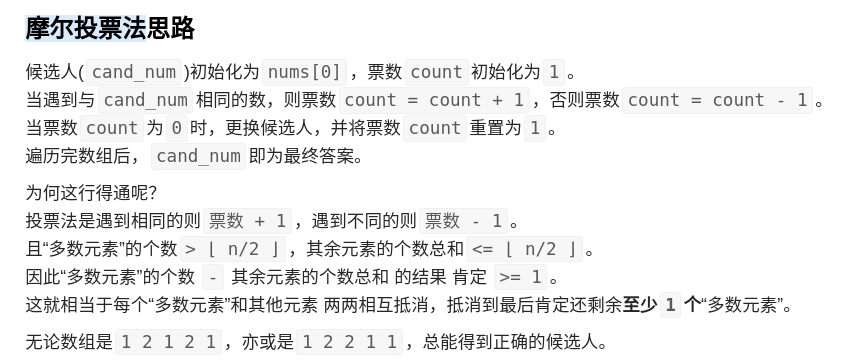 摩尔投票法思路
候选人(cand_num)初始化为 nums[0]，票数 count 初始化为 1。
当遇到与 cand_num 相同的数，则票数 count = count + 1，否则票数 count = count - 1。
当票数 count 为 0 时，更换候选人，并将票数 count 重置为 1。
遍历完数组后，cand_num 即为最终答案。
为何这行得通呢？
投票法是遇到相同的则 票数 + 1，遇到不同的则 票数 - 1。
且“多数元素”的个数 > ⌊ n/2 ⌋，其余元素的个数总和 <= ⌊ n/2 ⌋。
因此“多数元素”的个数 - 其余元素的个数总和 的结果 肯定 >= 1。
这就相当于每个“多数元素”和其他元素 两两相互抵消，抵消到最后肯定还剩余至少 1 个“多数元素”。
无论数组是 1 2 1 2 1，亦或是 1 2 2 1 1，总能得到正确的候选人。